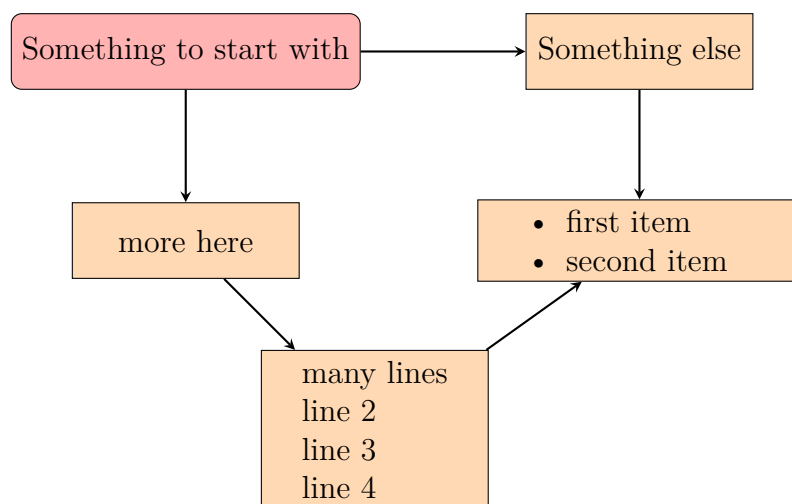 Something to start with
Something else
more here
• first item
• second item
many lines
line 2
line 3
line 4